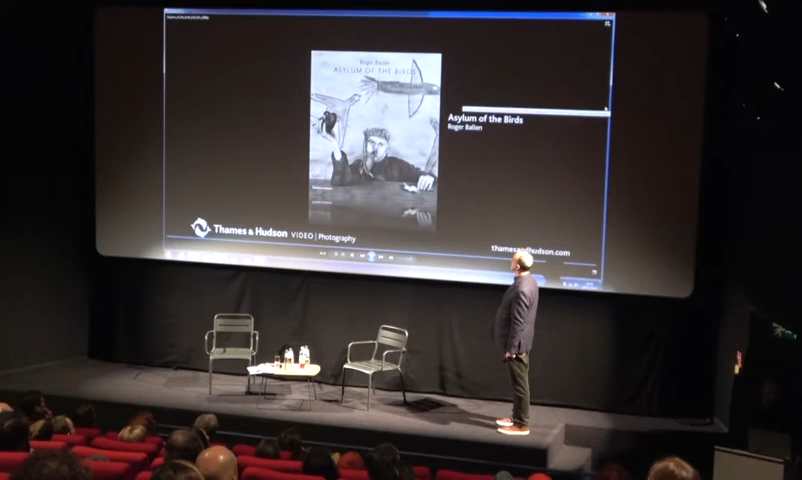 Roger Ballen
ASYLUM OF THE BIRDS
Asylum of the Birds
Roger Ballen
Thames & Hudson VIDEO | Photography
thamesandhudson.com